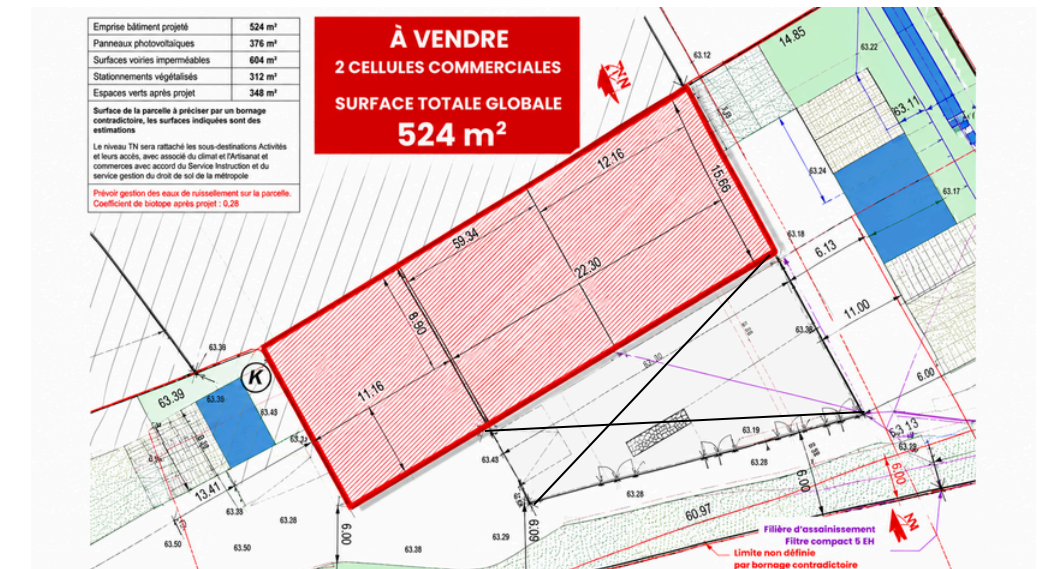 Emprise bâtiment projeté 524 m²
Panneaux photovoltaïques 376 m²
Surfaces voiries imperméables 604 m²
Stationnements végétalisés 312 m²
Espaces verts après projet 348 m²
Surface de la parcelle à préciser par un bornage
contradictoire, les surfaces indiquées sont des
estimations
Le niveau TN sera rattaché les sous-destinations Activités
et leurs accès, avec associé du climat et l'Artisanat et
commerces avec accord du Service Instruction et du
service gestion du droit de sol de la métropole
Prévoir gestion des eaux de ruissellement sur la parcelle.
Coefficient de biotope après projet : 0,28
À VENDRE
2 CELLULES COMMERCIALES
SURFACE TOTALE GLOBALE
524 m²
63.12
14.85
63.22
63.11
12.16
15.66
63.24
63.17
59.34
22.30
63.18
6.13
8.90
11.00
63.38
63.39
K
11.16
6.00
63.39
63.38
63.43
63.31
63.43
63.19
63.13
63.28
63.28
13.41
63.28
6.00
6.00
63.38
63.28
60.97
63.50
63.50
6.00
63.38
63.29
6.09
Filière d'assainissement
Filtre compact 5 EH
Limite non définie
par bornage contradictoire